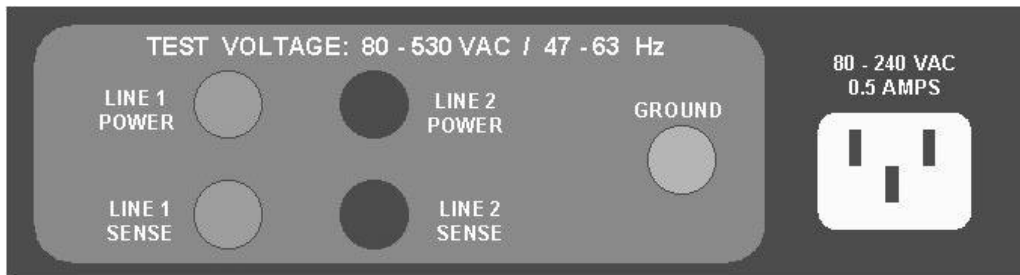 TEST VOLTAGE: 80 - 530 VAC / 47 - 63 Hz
LINE 1
POWER
LINE 2
POWER
GROUND
LINE 1
SENSE
LINE 2
SENSE
80 - 240 VAC
0.5 AMPS